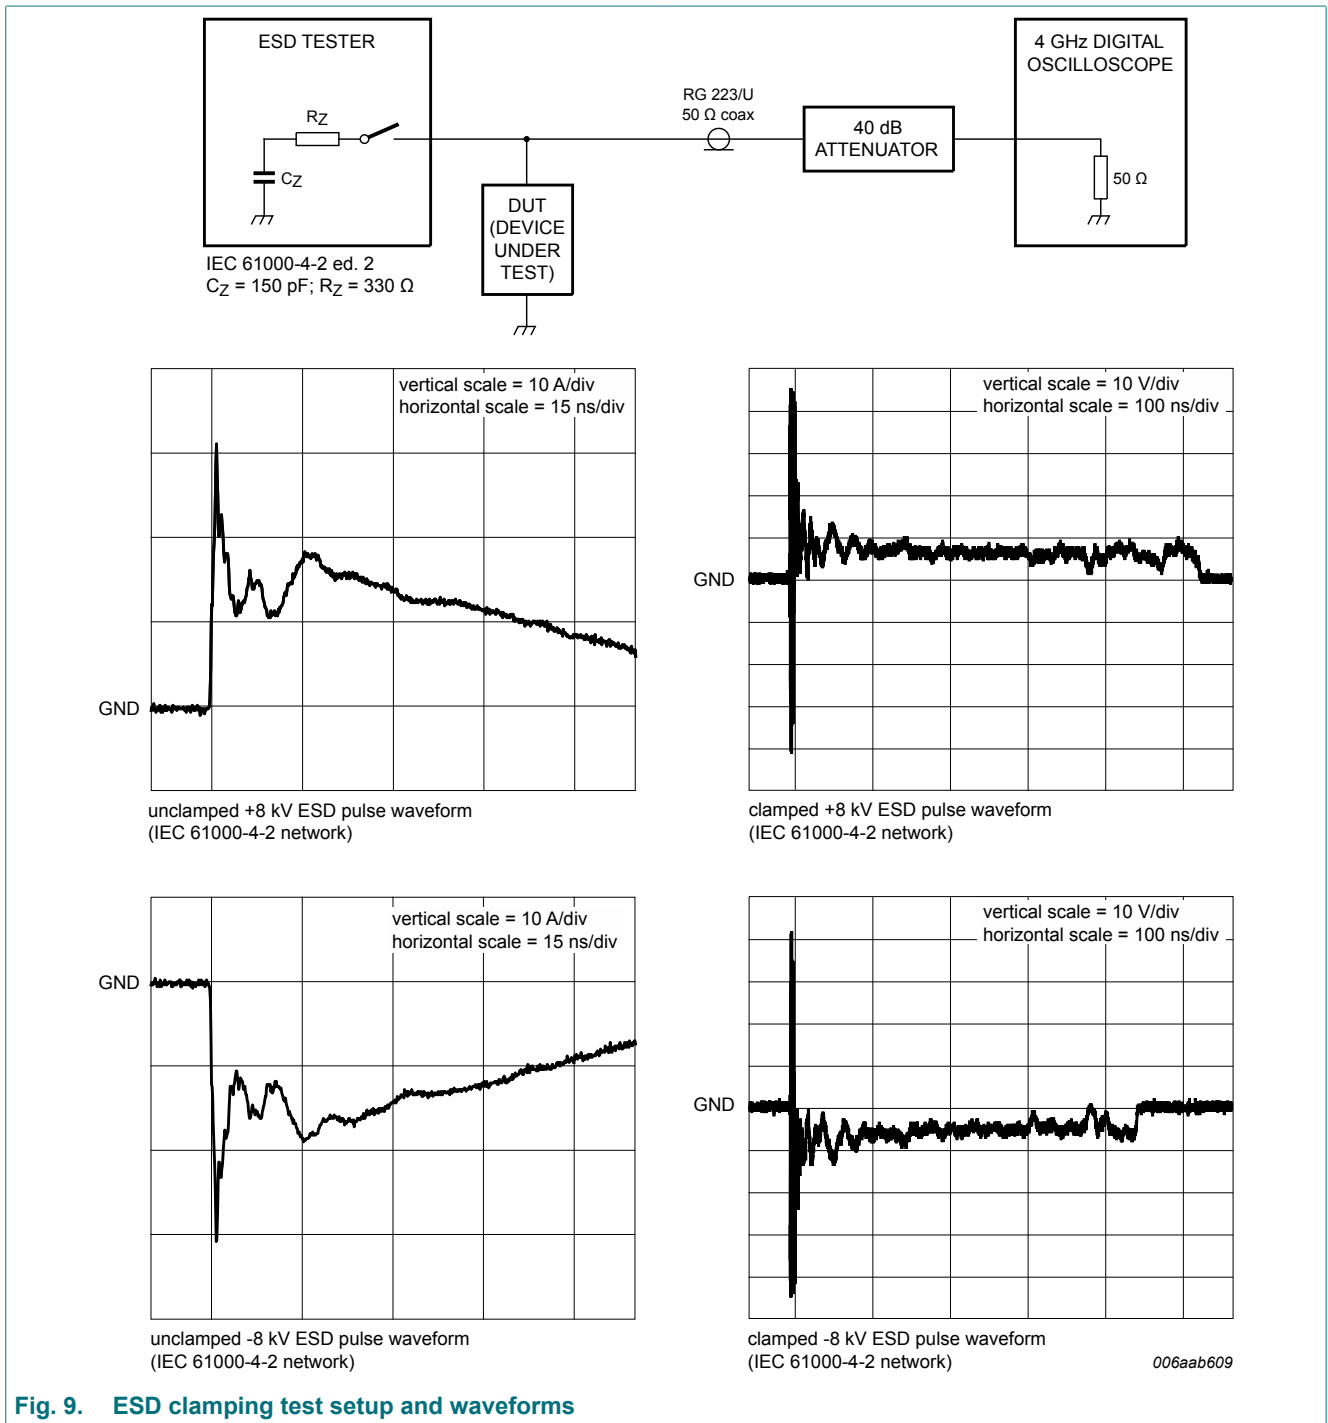 ESD TESTER
4 GHz DIGITAL
OSCILLOSCOPE
RZ
CZ
RG 223/U
50 Ω coax
40 dB
ATTENUATOR
50 Ω
DUT
(DEVICE
UNDER
TEST)
IEC 61000-4-2 ed. 2
CZ = 150 pF; RZ = 330 Ω
vertical scale = 10 A/div
horizontal scale = 15 ns/div
GND
unclamped +8 kV ESD pulse waveform
(IEC 61000-4-2 network)
vertical scale = 10 V/div
horizontal scale = 100 ns/div
GND
clamped +8 kV ESD pulse waveform
(IEC 61000-4-2 network)
vertical scale = 10 A/div
horizontal scale = 15 ns/div
GND
unclamped -8 kV ESD pulse waveform
(IEC 61000-4-2 network)
vertical scale = 10 V/div
horizontal scale = 100 ns/div
GND
clamped -8 kV ESD pulse waveform
(IEC 61000-4-2 network)
006aab609
Fig. 9. ESD clamping test setup and waveforms